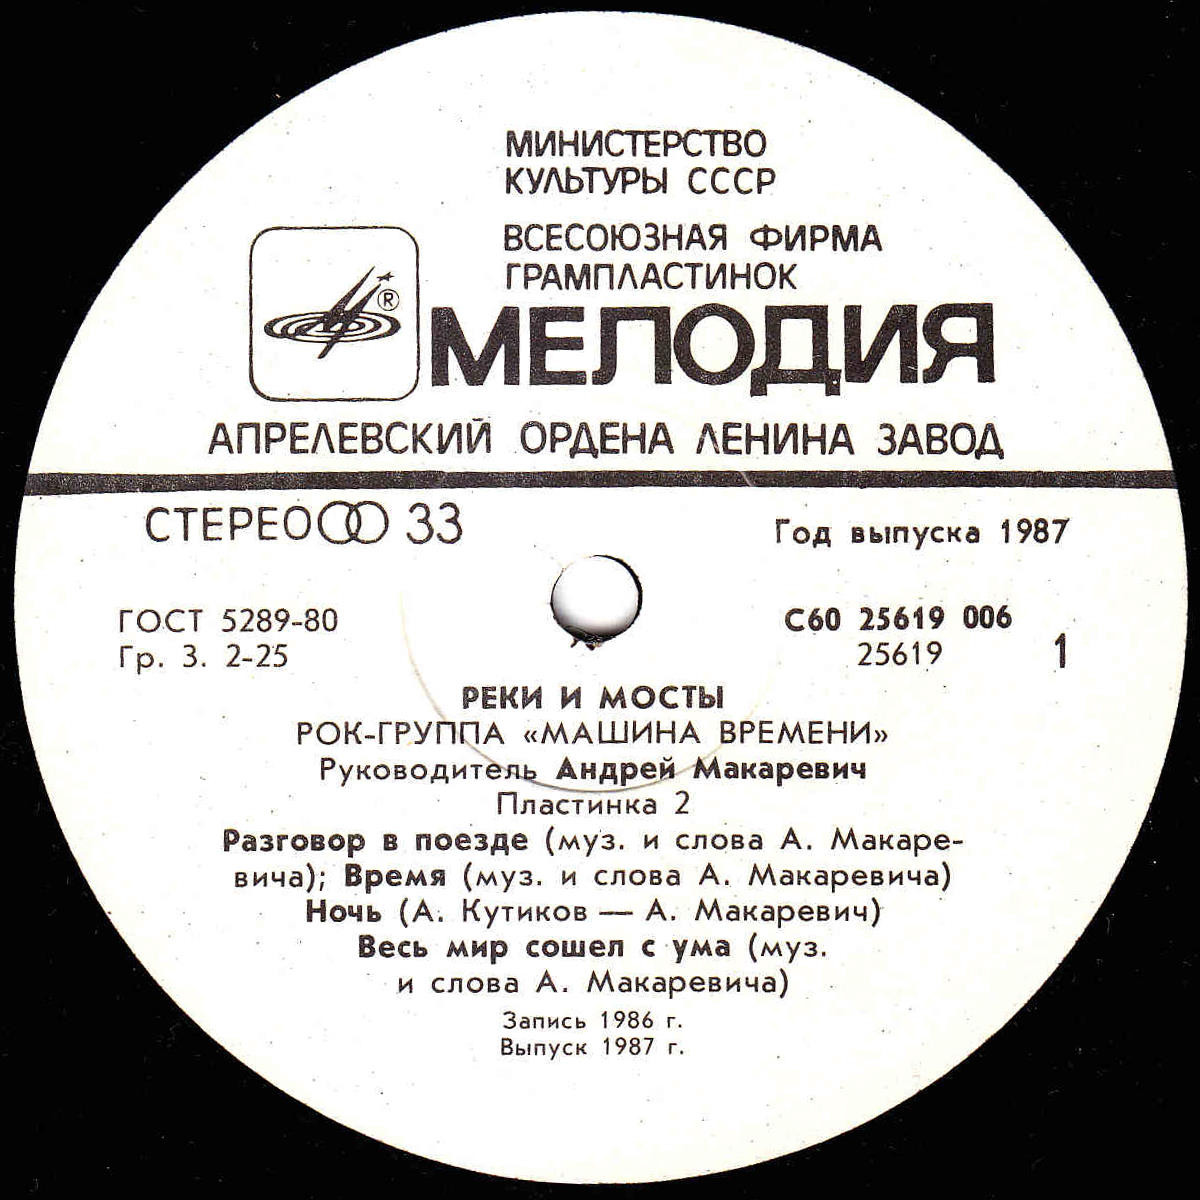 МИНИСТЕРСТВО
КУЛЬТУРЫ СССР
ВСЕСОЮЗНАЯ ФИРМА
ГРАМПЛАСТИНОК
®
МЕЛОДИЯ
АПРЕЛЕВСКИЙ ОРДЕНА ЛЕНИНА ЗАВОД
СТЕРЕО 33
Год выпуска 1987
ГОСТ 5289-80
Гр. 3. 2-25
С60 25619 006
25619
1
РЕКИ И МОСТЫ
РОК-ГРУППА «МАШИНА ВРЕМЕНИ»
Руководитель Андрей Макаревич
Пластинка 2
Разговор в поезде (муз. и слова А. Макаре-
вича); Время (муз. и слова А. Макаревича)
Ночь (А. Кутиков — А. Макаревич)
Весь мир сошел с ума (муз.
и слова А. Макаревича)
Запись 1986 г.
Выпуск 1987 г.